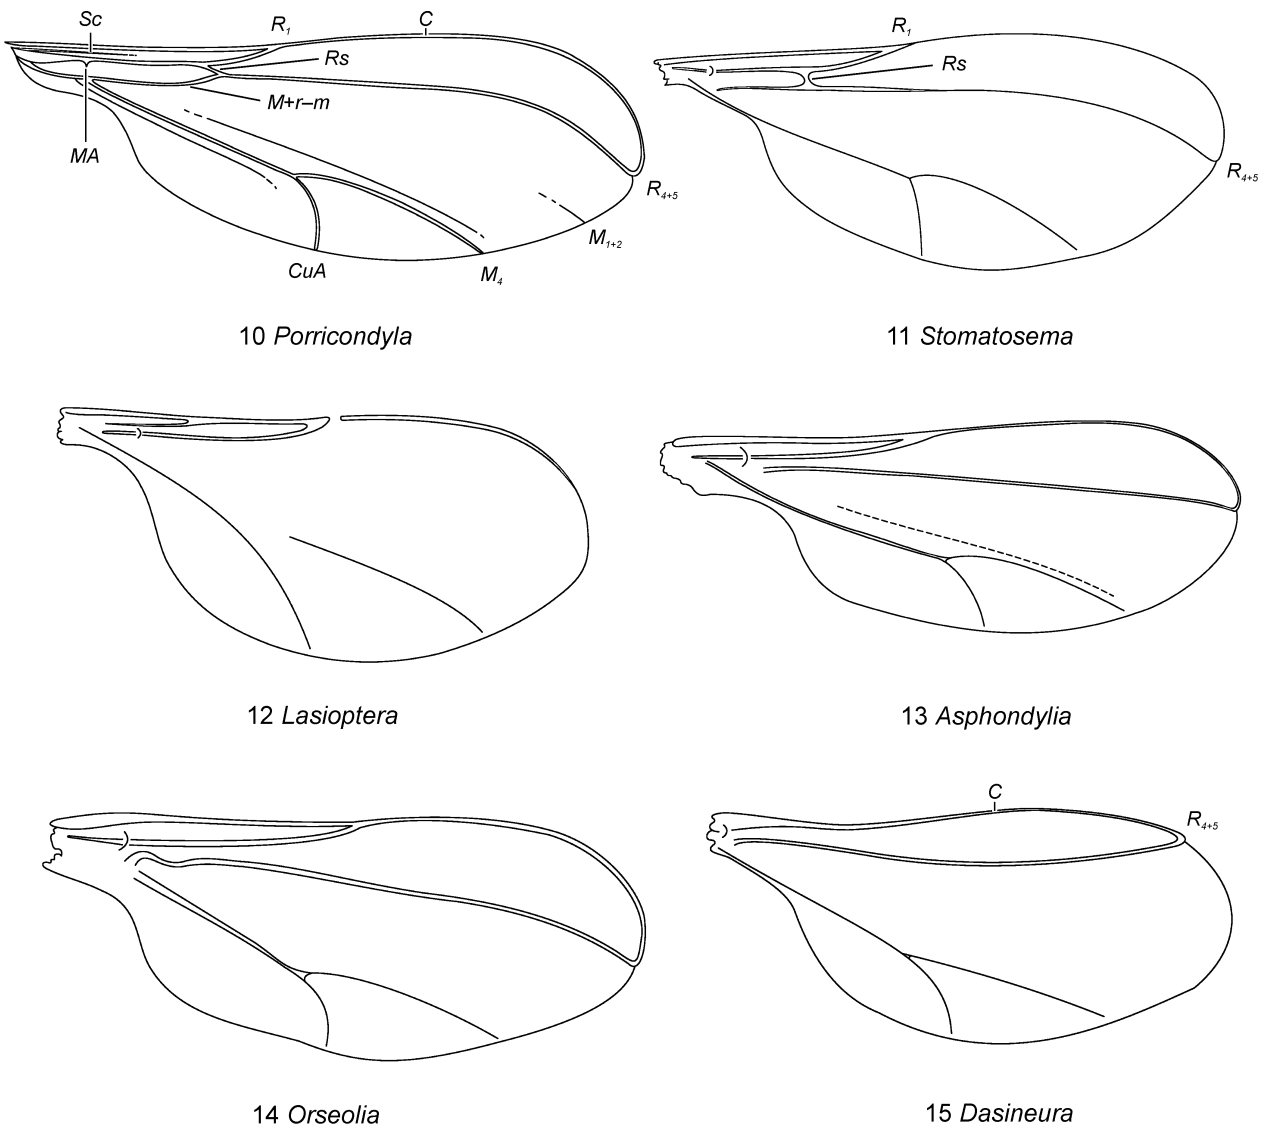 Sc
R1
C
Rs
M+r–m
MA
R4+5
M1+2
CuA
M4
10 Porricondyla
R1
Rs
R4+5
11 Stomatosema
12 Lasioptera
13 Asphondylia
14 Orseolia
C
R4+5
15 Dasineura